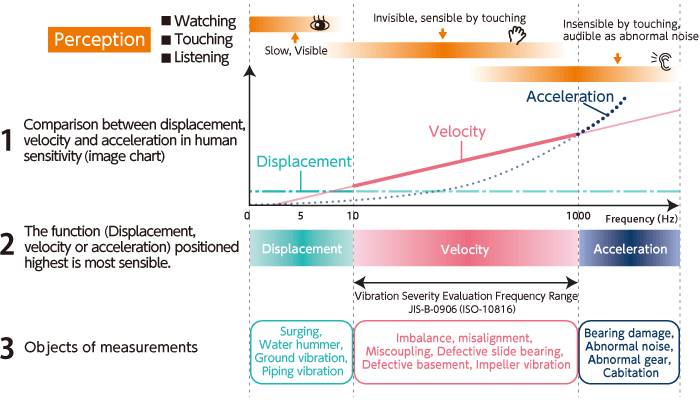 Perception
■ Watching
■ Touching
■ Listening
Slow, Visible
Invisible, sensible by touching
Insensible by touching,
audible as abnormal noise
1
Comparison between displacement,
velocity and acceleration in human
sensitivity (image chart)
Displacement
Velocity
Acceleration
0
5
10
1000
Frequency (Hz)
2
The function (Displacement,
velocity or acceleration) positioned
highest is most sensible.
Displacement
Velocity
Acceleration
Vibration Severity Evaluation Frequency Range
JIS-B-0906 (ISO-10816)
3
Objects of measurements
Surging,
Water hummer,
Ground vibration,
Piping vibration
Imbalance, misalignment,
Miscoupling, Defective slide bearing,
Defective basement, Impeller vibration
Bearing damage,
Abnormal noise,
Abnormal gear,
Cabitation